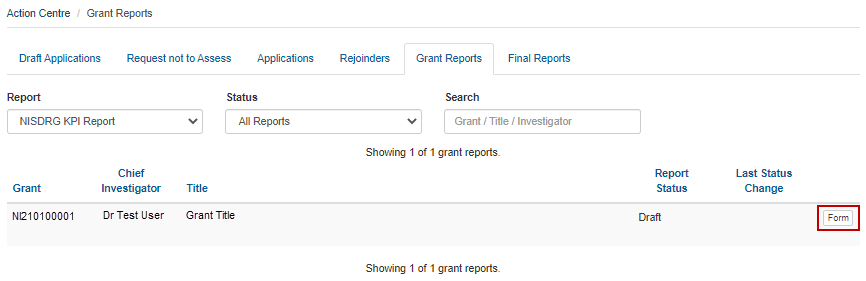 Action Centre / Grant Reports
Draft Applications Request not to Assess Applications Rejoinders Grant Reports Final Reports
Report Status Search
NISDRG KPI Report All Reports Grant / Title / Investigator
Showing 1 of 1 grant reports.
Chief Report Last Status
Grant Investigator Title Status Change
NI210100001 Dr Test User Grant Title Draft Form
Showing 1 of 1 grant reports.